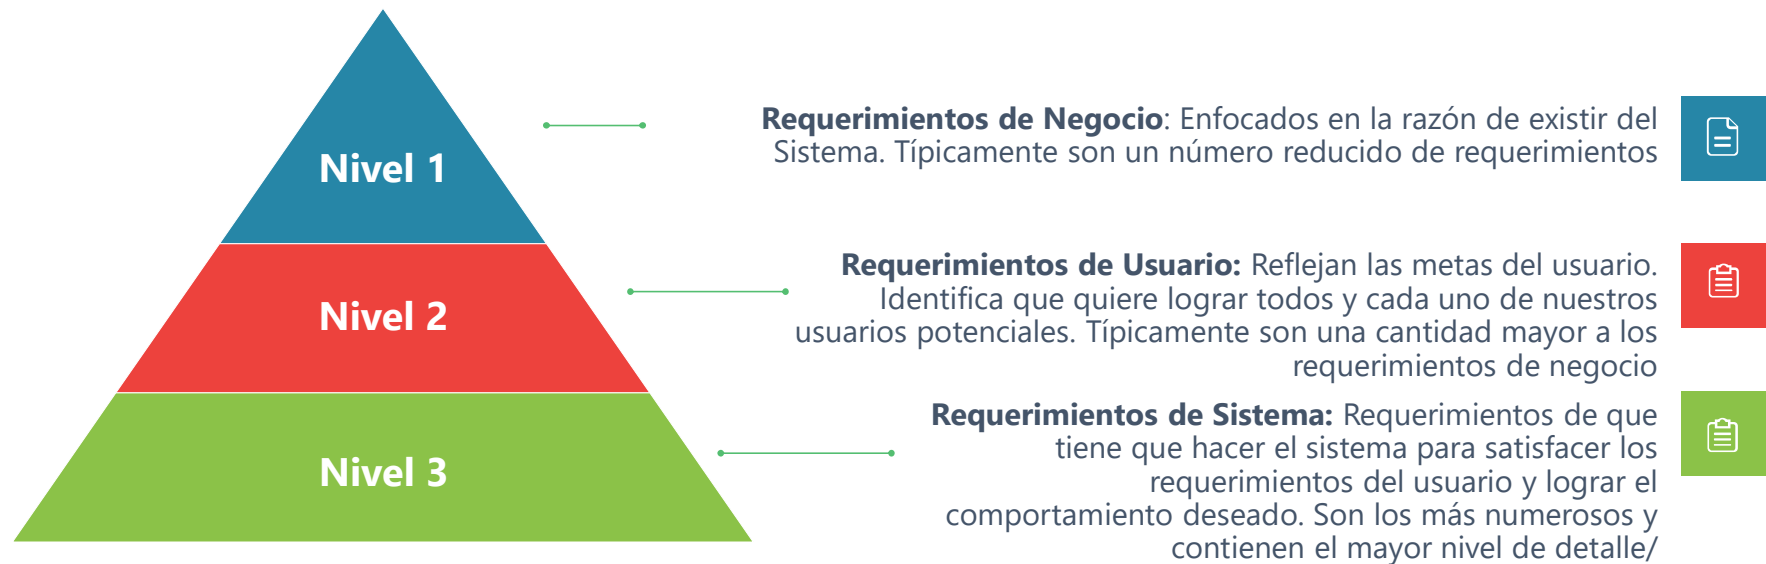 Nivel 1
Requerimientos de Negocio: Enfocados en la razón de existir del
Sistema. Típicamente son un número reducido de requerimientos
Nivel 2
Requerimientos de Usuario: Reflejan las metas del usuario.
Identifica que quiere lograr todos y cada uno de nuestros
usuarios potenciales. Típicamente son una cantidad mayor a los
requerimientos de negocio
Nivel 3
Requerimientos de Sistema: Requerimientos de que
tiene que hacer el sistema para satisfacer los
requerimientos del usuario y lograr el
comportamiento deseado. Son los más numerosos y
contienen el mayor nivel de detalle/